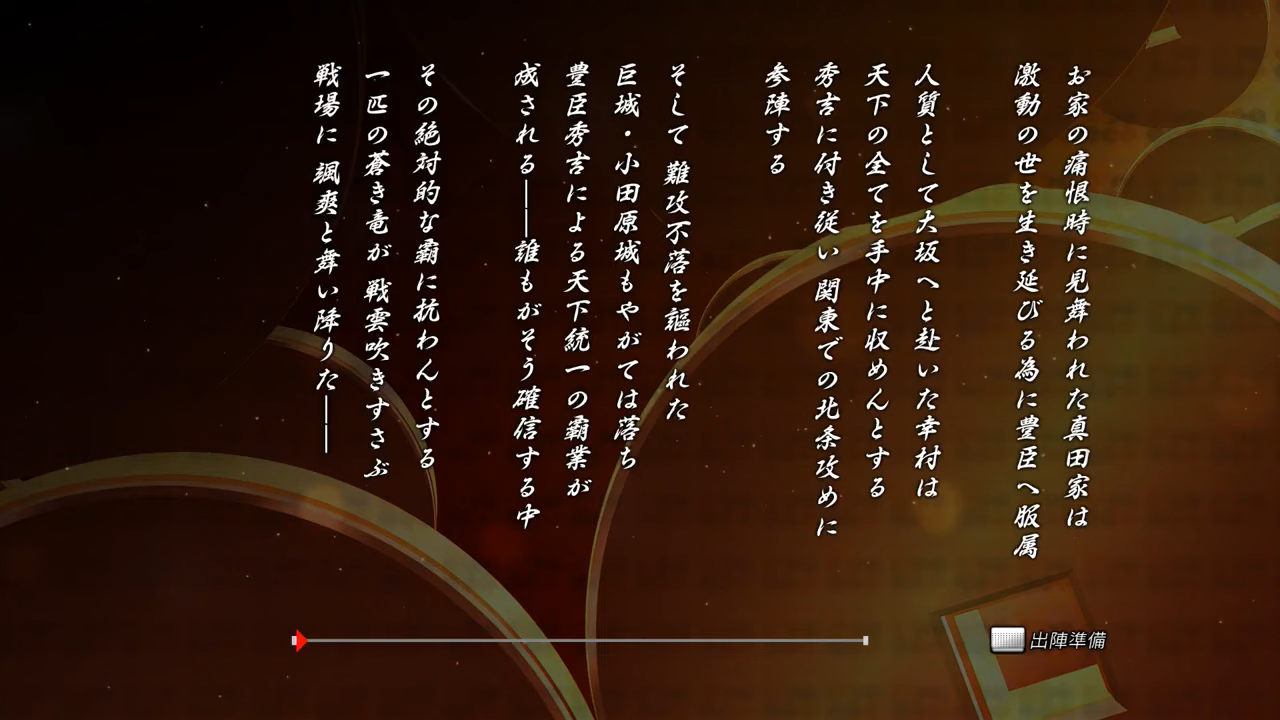 お家の痛恨時に見舞われた真田家は
激動の世を生き延びる為に豊臣へ服属
人質として大坂へと赴いた幸村は
天下の全てを手中に収めんとする
秀吉に付き従い 関東での北条攻めに
参陣する
そして 難攻不落を謳われた
巨城・小田原城もやがては落ち
豊臣秀吉による天下統一の覇業が
成される――誰もがそう確信する中
その絶対的な覇に抗わんとする
一匹の蒼き竜が 戦雲吹きすさぶ
戦場に 颯爽と舞い降りた――
出陣準備